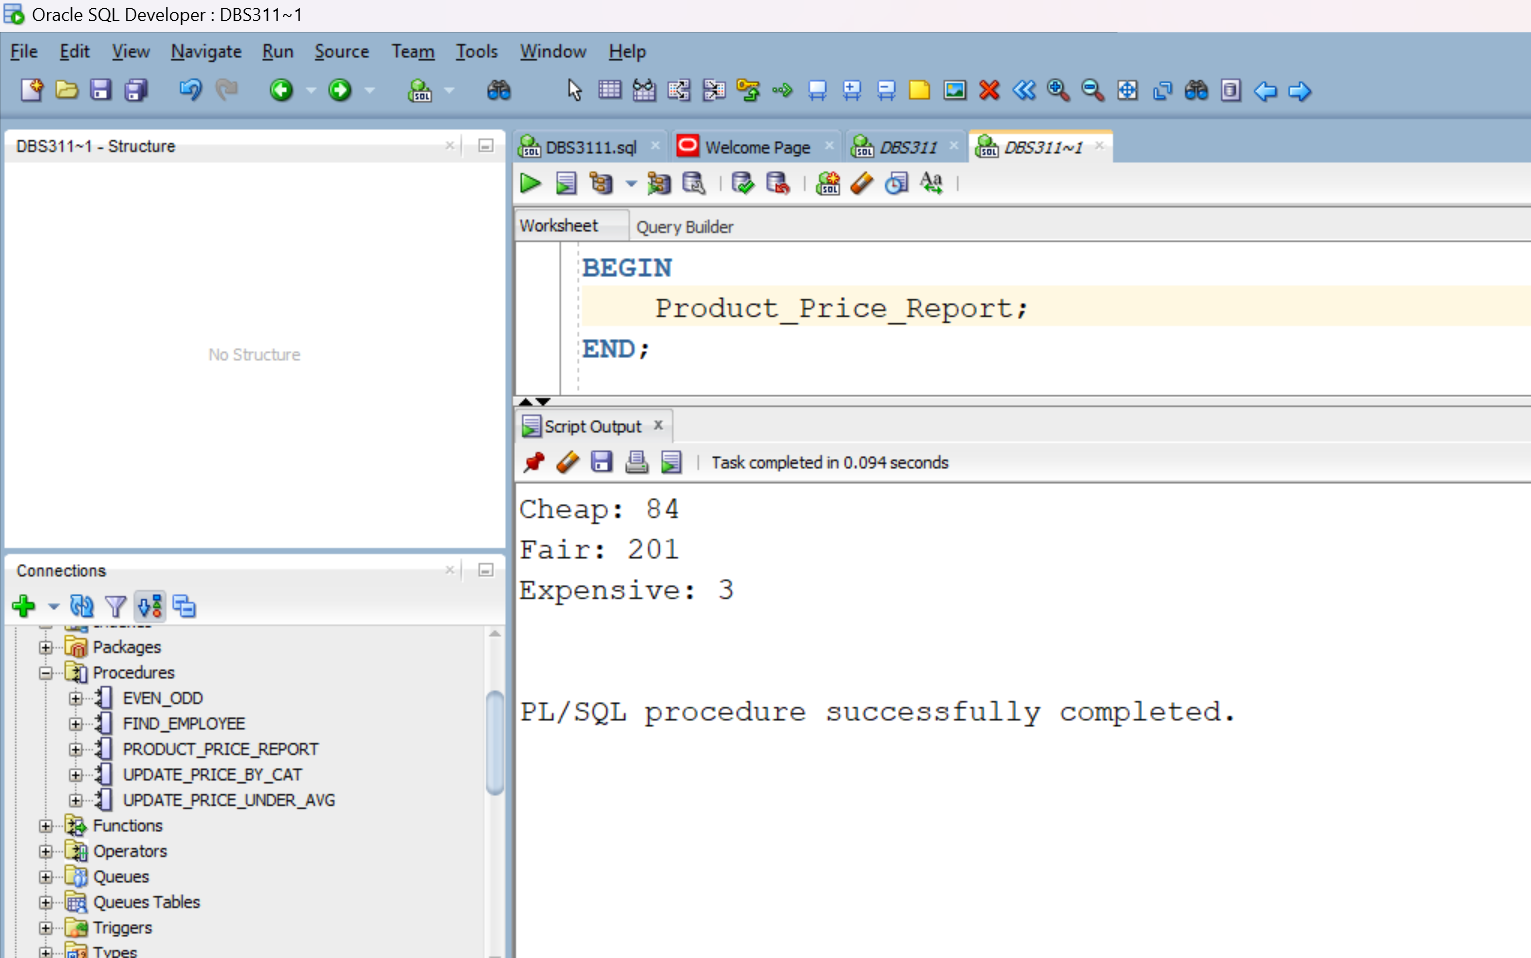 Oracle SQL Developer : DBS311~1
File Edit View Navigate Run Source Team Tools Window Help
DBS311~1 - Structure
No Structure
Connections
Packages
Procedures
EVEN_ODD
FIND_EMPLOYEE
PRODUCT_PRICE_REPORT
UPDATE_PRICE_BY_CAT
UPDATE_PRICE_UNDER_AVG
Functions
Operators
Queues
Queues Tables
Triggers
Types
DBS3111.sql Welcome Page DBS311 DBS311~1
Worksheet Query Builder
BEGIN
Product_Price_Report;
END;
Script Output
Task completed in 0.094 seconds
Cheap: 84
Fair: 201
Expensive: 3
PL/SQL procedure successfully completed.